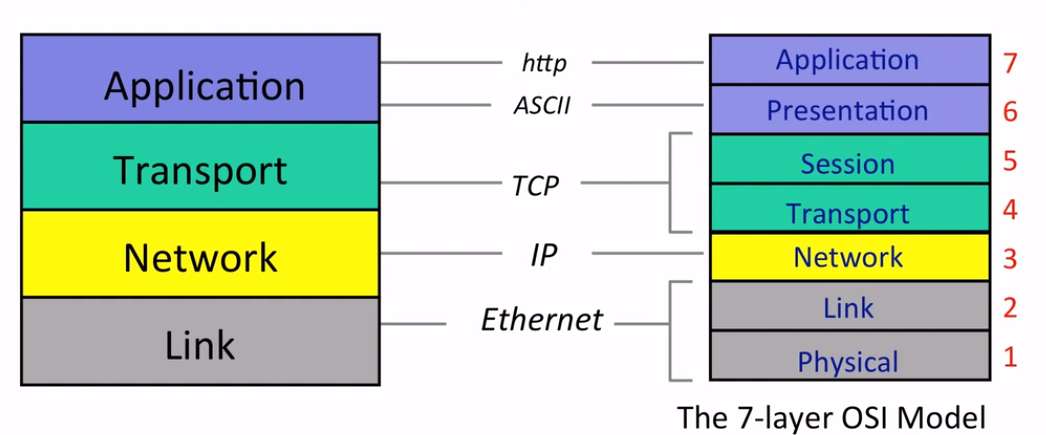 Application
Transport
Network
Link
http
ASCII
TCP
IP
Ethernet
Application 7
Presentation 6
Session 5
Transport 4
Network 3
Link 2
Physical 1
The 7-layer OSI Model